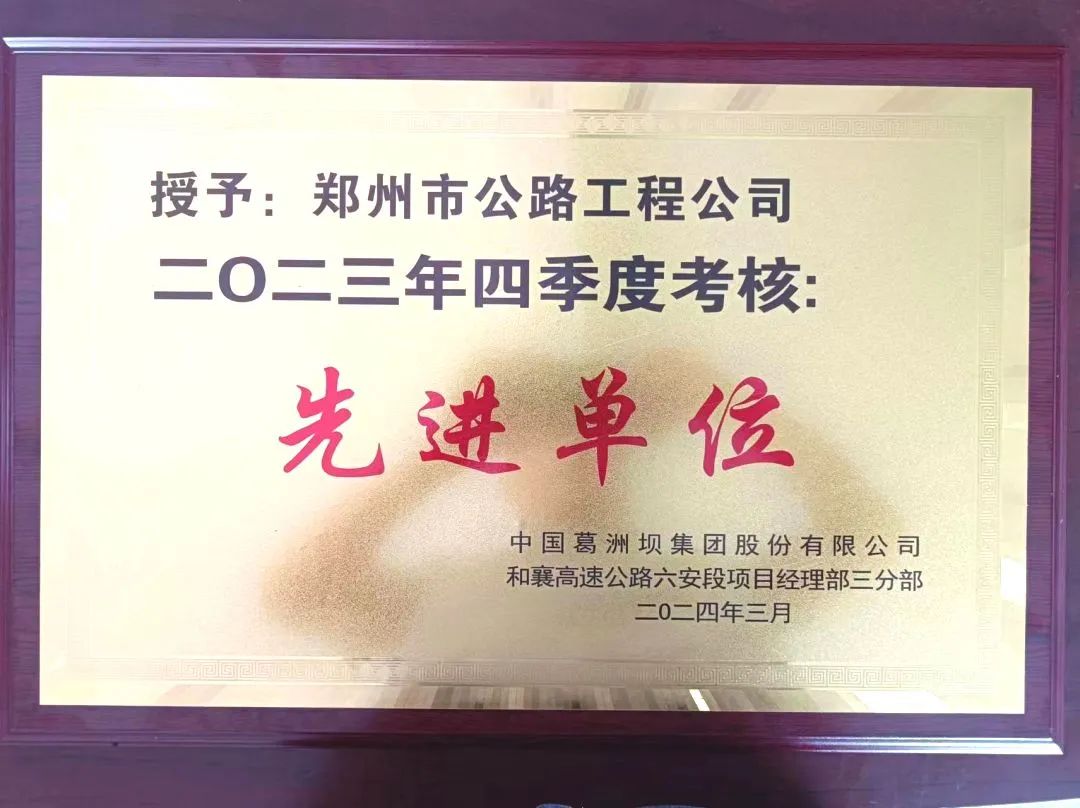 授予：郑州市公路工程公司
二O二三年四季度考核：
先进单位
中国葛洲坝集团股份有限公司
和襄高速公路六安段项目经理部三分部
二O二四年三月